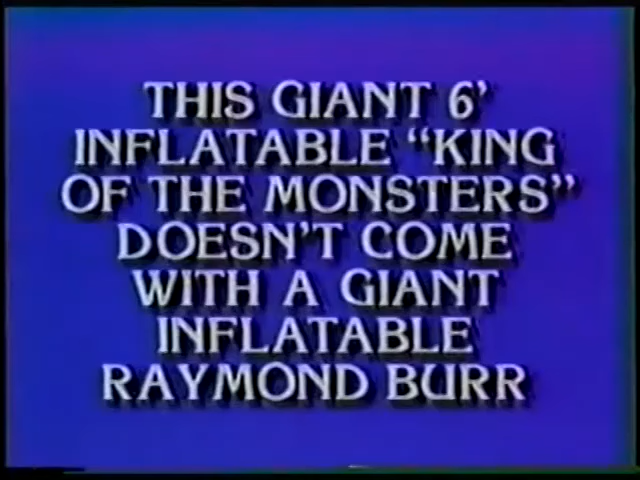 THIS GIANT 6'
INFLATABLE “KING
OF THE MONSTERS”
DOESN'T COME
WITH A GIANT
INFLATABLE
RAYMOND BURR